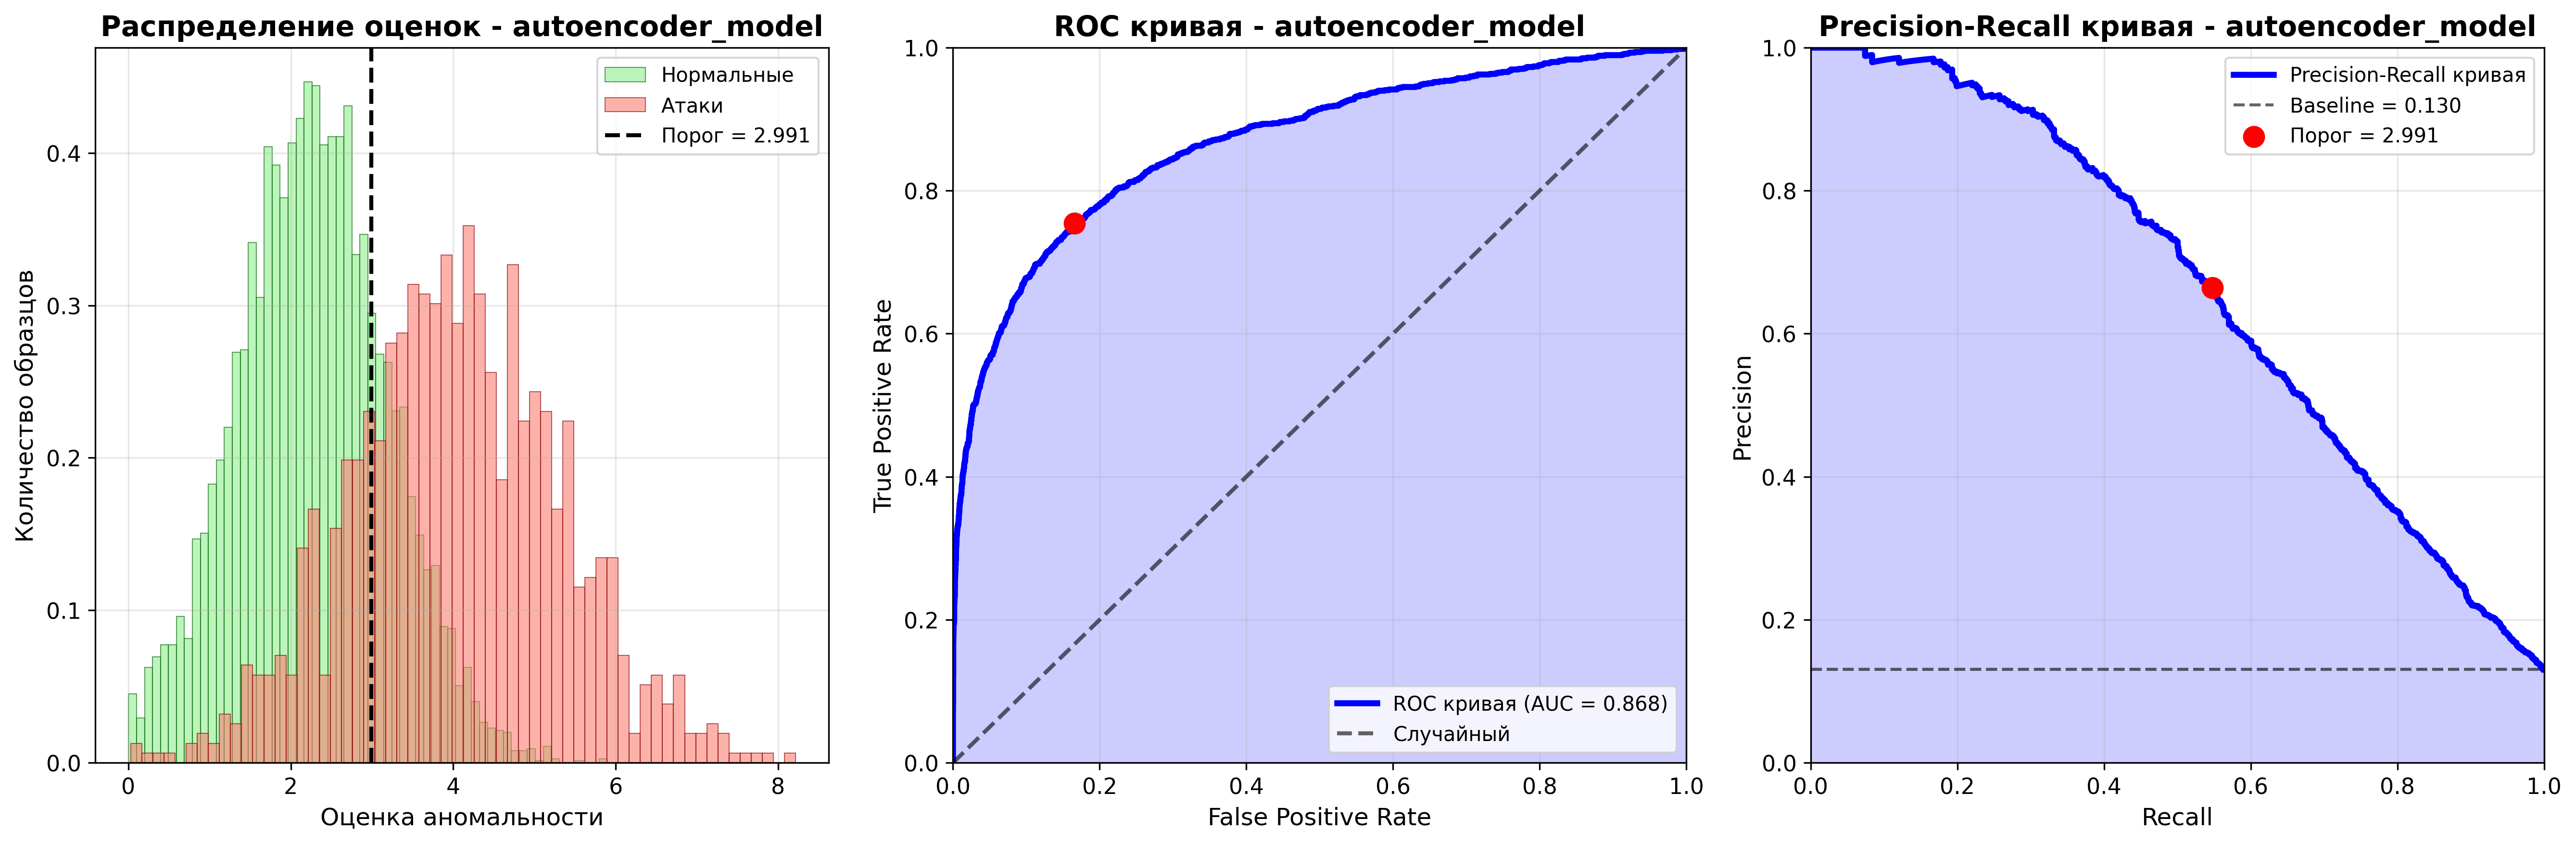 Распределение оценок - autoencoder_model
Нормальные
Атаки
Порог = 2.991
Количество образцов
0.4
0.3
0.2
0.1
0.0
0 2 4 6 8
Оценка аномальности
ROC кривая - autoencoder_model
True Positive Rate
1.0
0.8
0.6
0.4
0.2
0.0
ROC кривая (AUC = 0.868)
Случайный
0.0 0.2 0.4 0.6 0.8 1.0
False Positive Rate
Precision-Recall кривая - autoencoder_model
Precision-Recall кривая
Baseline = 0.130
Порог = 2.991
Precision
1.0
0.8
0.6
0.4
0.2
0.0
0.0 0.2 0.4 0.6 0.8 1.0
Recall